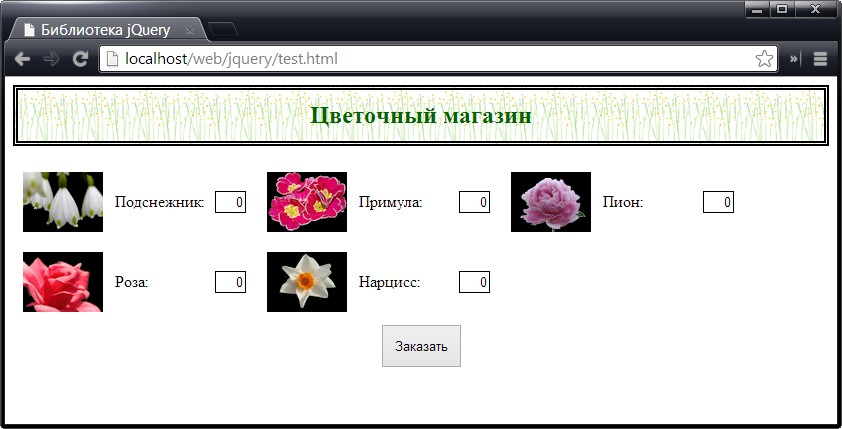 Библиотека jQuery
localhost/web/jquery/test.html
Цветочный магазин
Подснежник: 0 Примула: 0 Пион: 0
Роза: 0 Нарцисс: 0
Заказать